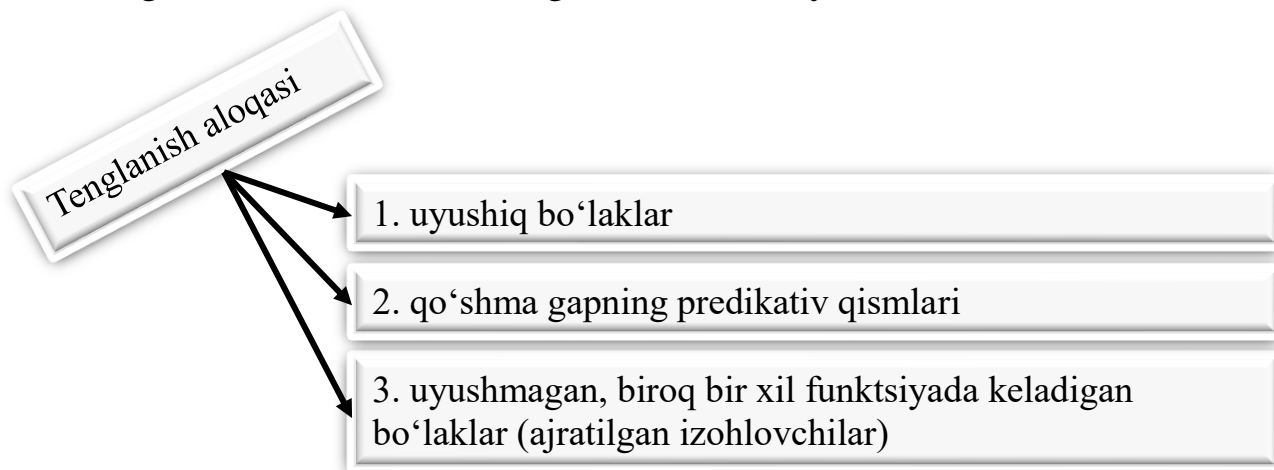 Tenglanish aloqasi
1. uyushiq bo‘laklar
2. qo‘shma gapning predikativ qismlari
3. uyushmagan, biroq bir xil funktsiyada keladigan
bo‘laklar (ajratilgan izohlovchilar)